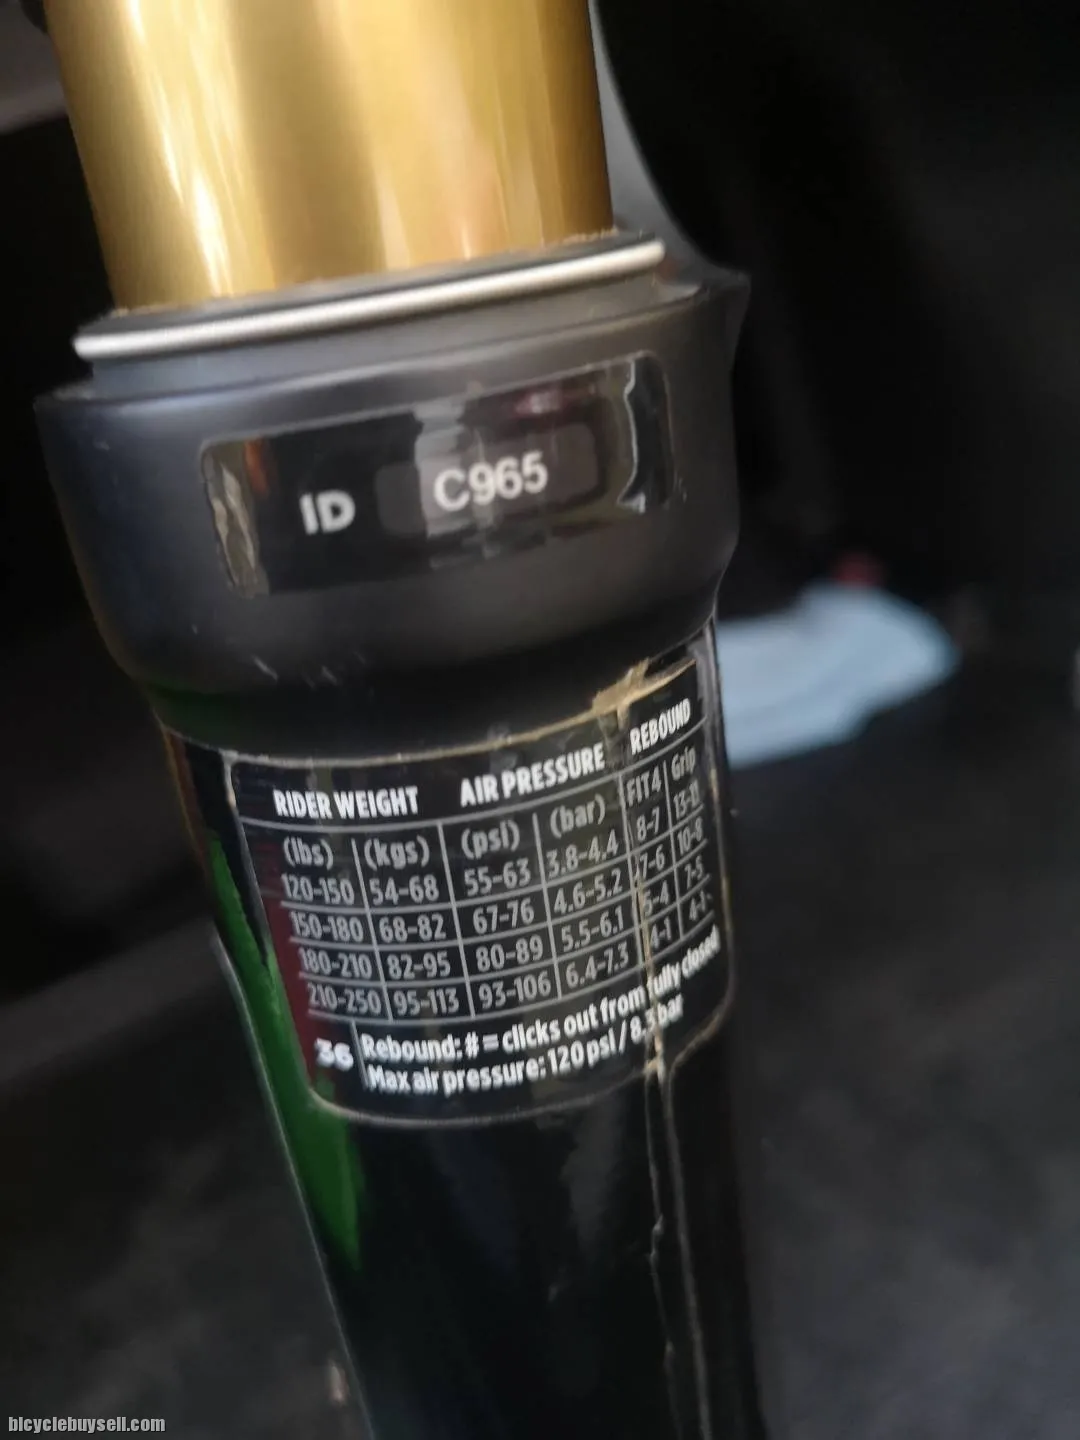 ID C965
RIDER WEIGHT AIR PRESSURE REBOUND
(lbs) (kgs) (psi) (bar) FIT4 Grip
120-150 54-68 55-63 3.8-4.4 8-7 13-11
150-180 68-82 67-76 4.6-5.2 7-6 10-8
180-210 82-95 80-89 5.5-6.1 5-4 7-5
210-250 95-113 93-106 6.4-7.3 4-1 4-1
36 Rebound: # = clicks out from fully closed
Max air pressure: 120 psi / 8.3 bar
bicyclebuysell.com